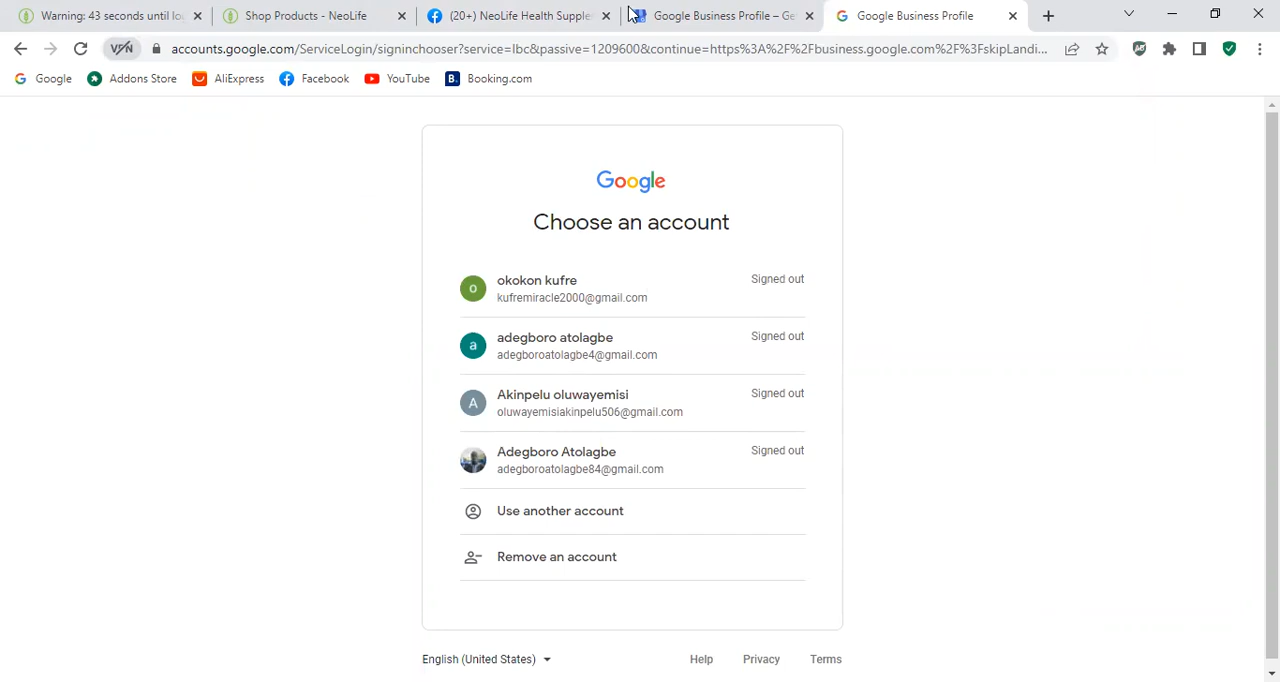 Warning: 43 seconds until lo
Shop Products - NeoLife
(20+) NeoLife Health Supple
Google Business Profile – Ge
Google Business Profile
VPN
accounts.google.com/ServiceLogin/signinchooser?service=lbc&passive=1209600&continue=https%3A%2F%2Fbusiness.google.com%2F%3FskipLandi...
Google
Addons Store
AliExpress
Facebook
YouTube
B.
Booking.com
Google
Choose an account
o
okokon kufre
Signed out
kufremiracle2000@gmail.com
a
adegboro atolagbe
Signed out
adegboroatolagbe4@gmail.com
A
Akinpelu oluwayemisi
Signed out
oluwayemisiakinpelu506@gmail.com
Adegboro Atolagbe
Signed out
adegboroatolagbe84@gmail.com
Use another account
Remove an account
English (United States)
Help
Privacy
Terms